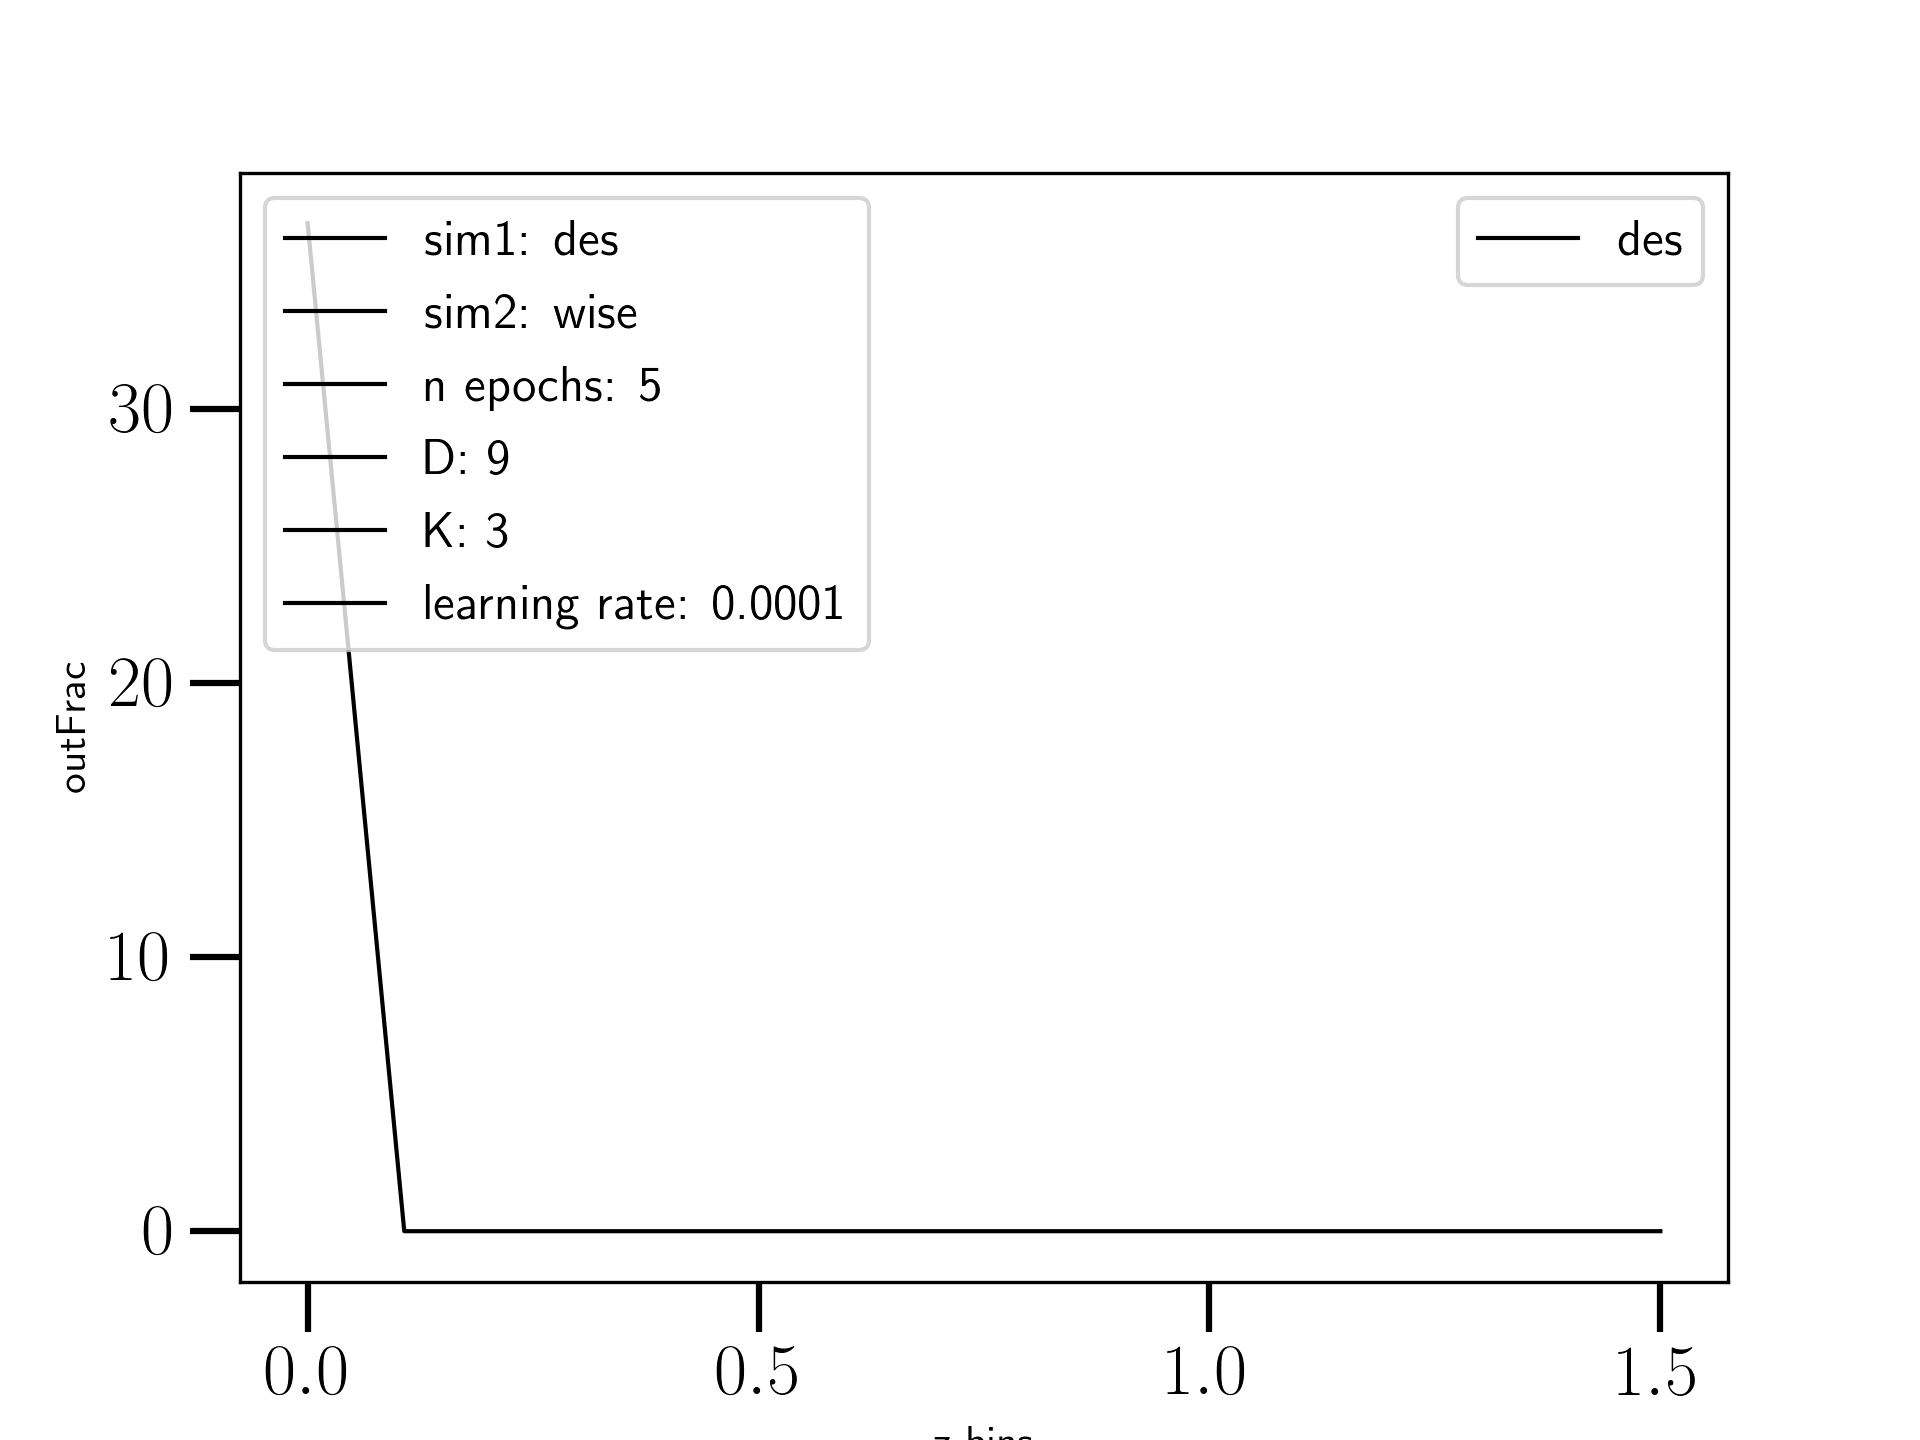 sim1: des
sim2: wise
n epochs: 5
D: 9
K: 3
learning rate: 0.0001
des
outFrac
30
20
10
0
0.0 0.5 1.0 1.5
z bins